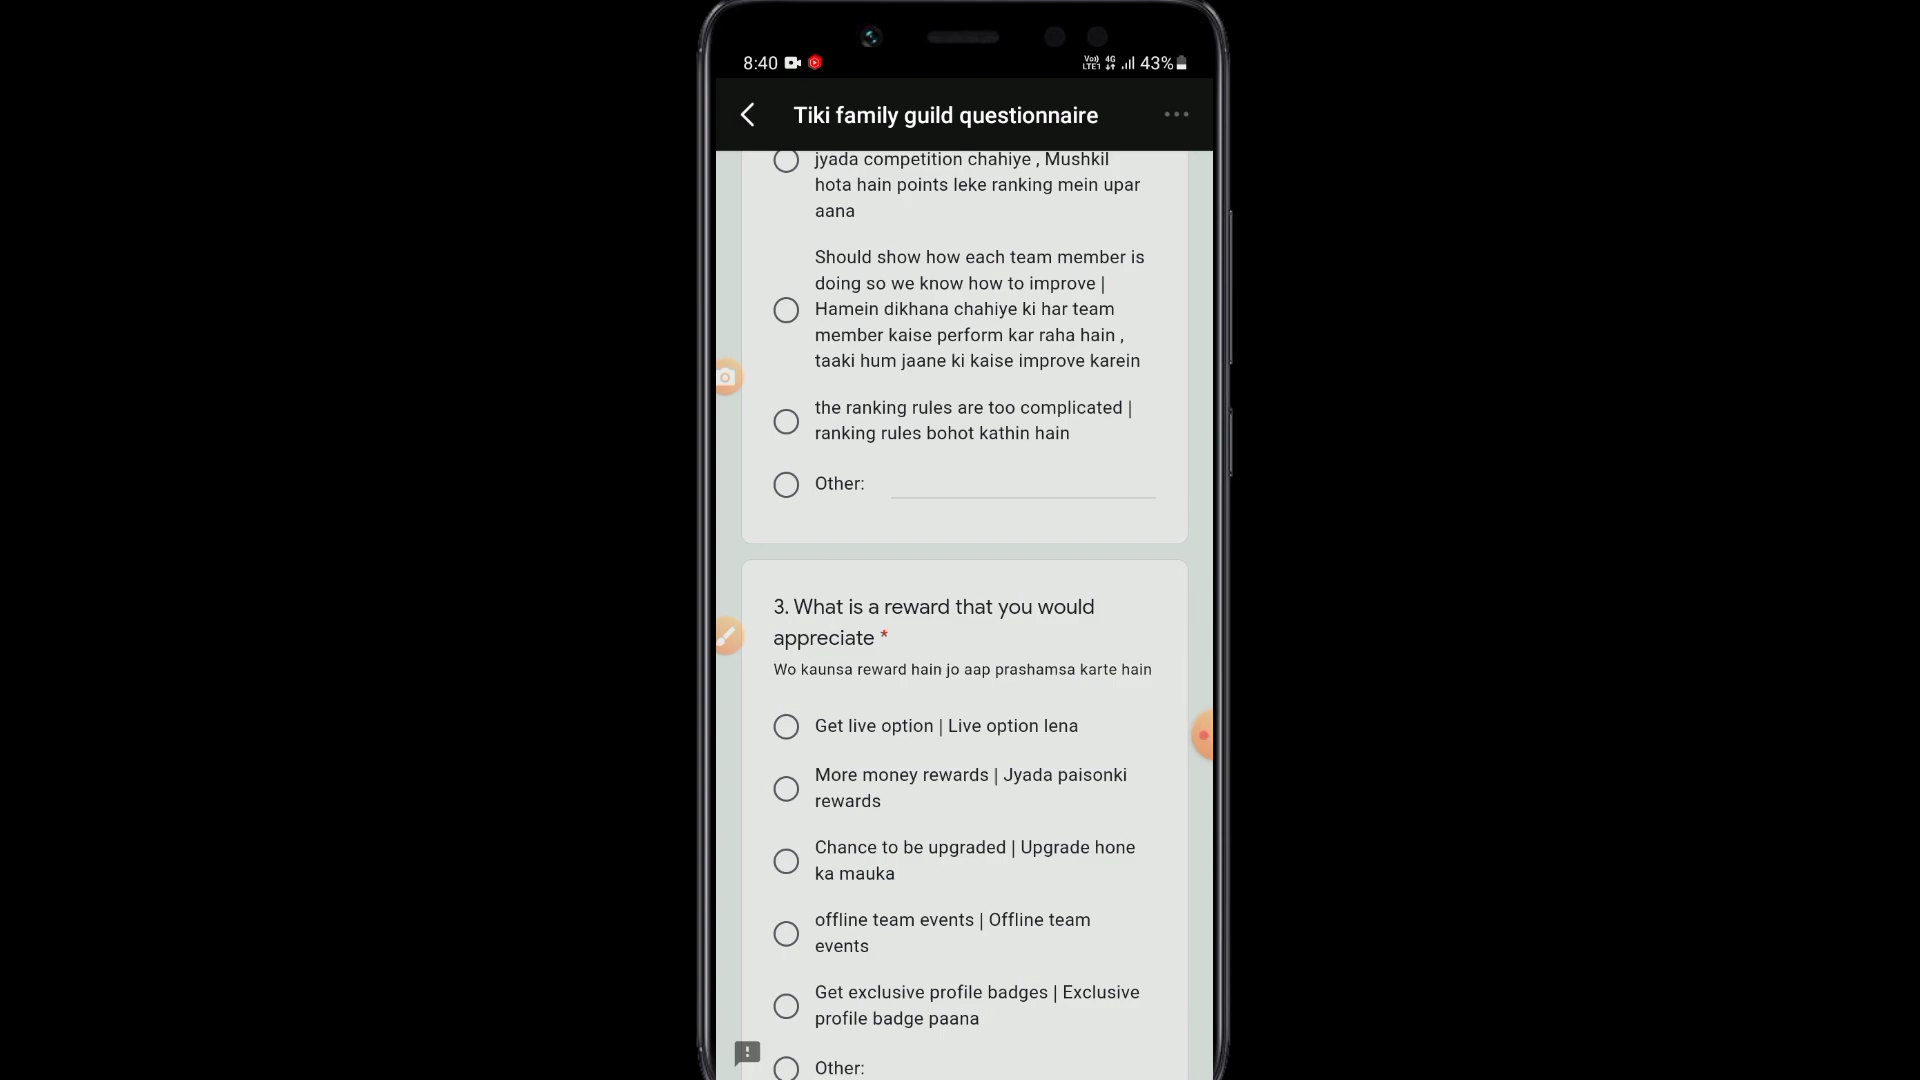 8:40
Vo)) 4G
LTE1
43%
Tiki family guild questionnaire
jyada competition chahiye , Mushkil
hota hain points leke ranking mein upar
aana
Should show how each team member is
doing so we know how to improve |
Hamein dikhana chahiye ki har team
member kaise perform kar raha hain ,
taaki hum jaane ki kaise improve karein
the ranking rules are too complicated |
ranking rules bohot kathin hain
Other:
3. What is a reward that you would
appreciate *
Wo kaunsa reward hain jo aap prashamsa karte hain
Get live option | Live option lena
More money rewards | Jyada paisonki
rewards
Chance to be upgraded | Upgrade hone
ka mauka
offline team events | Offline team
events
Get exclusive profile badges | Exclusive
profile badge paana
Other: